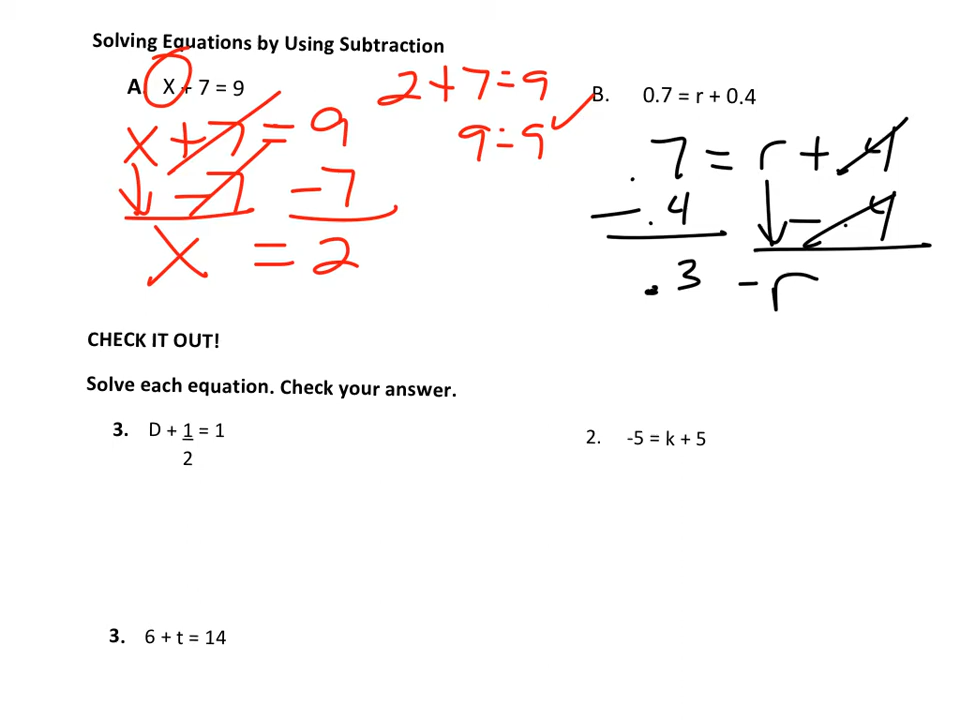 Solving Equations by Using Subtraction
A. X + 7 = 9
x + 7 = 9
- 7 - 7
x = 2
2 + 7 = 9
9 = 9 ✓
B. 0.7 = r + 0.4
.7 = r + .4
- .4 - .4
.3 - r
CHECK IT OUT!
Solve each equation. Check your answer.
3. D + 1 = 1
2
2. -5 = k + 5
3. 6 + t = 14